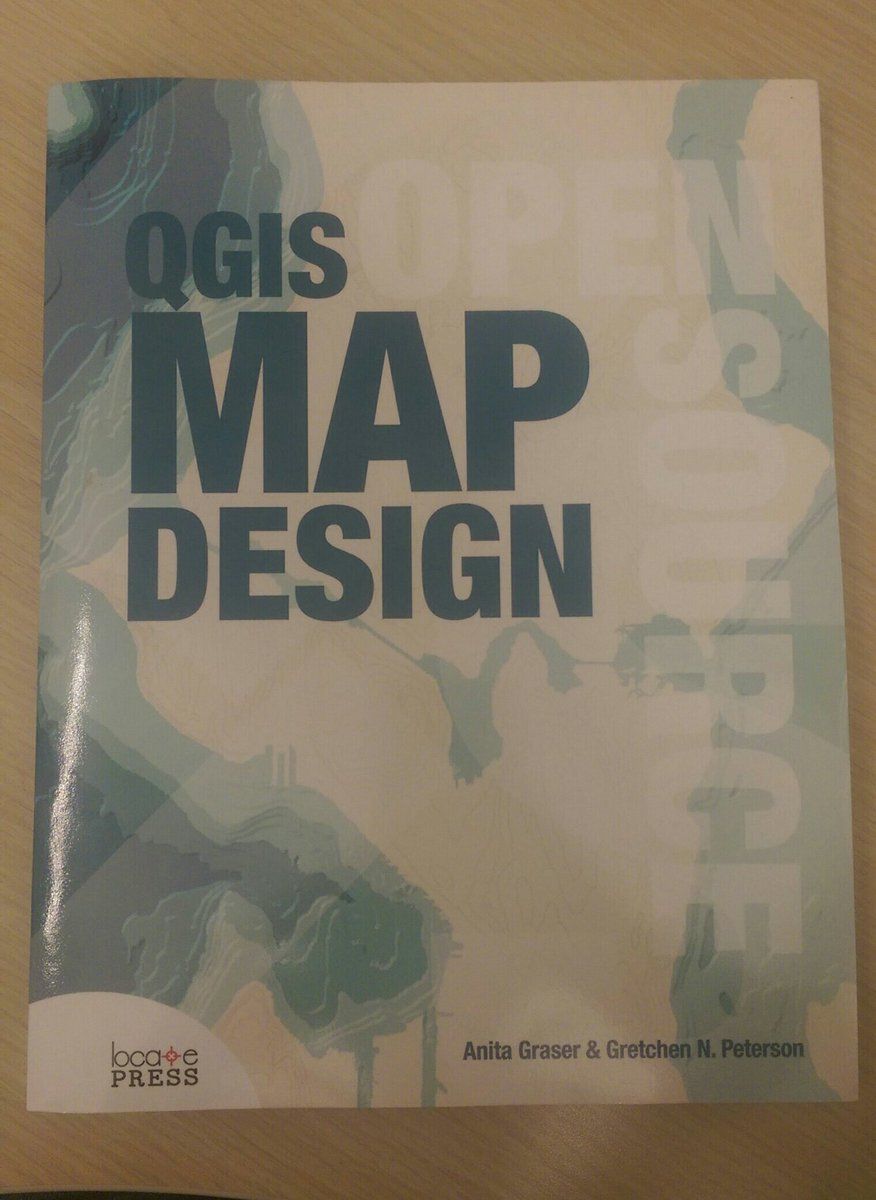 QGIS
MAP
DESIGN
OPEN
SOURCE
Anita Graser & Gretchen N. Peterson
locate
PRESS